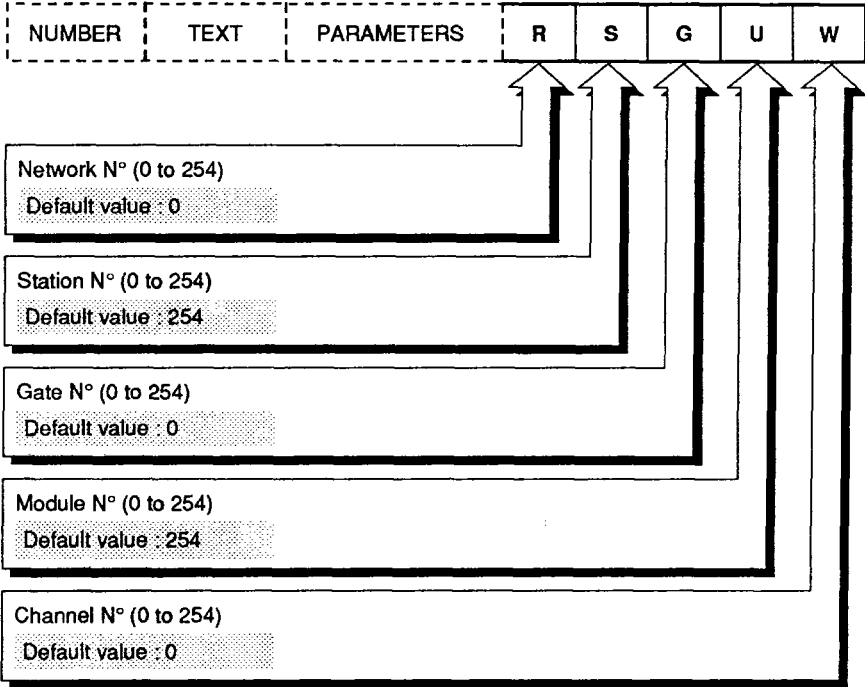 NUMBER TEXT PARAMETERS R S G U W
Network N° (0 to 254)
Default value : 0
Station N° (0 to 254)
Default value : 254
Gate N° (0 to 254)
Default value : 0
Module N° (0 to 254)
Default value : 254
Channel N° (0 to 254)
Default value : 0